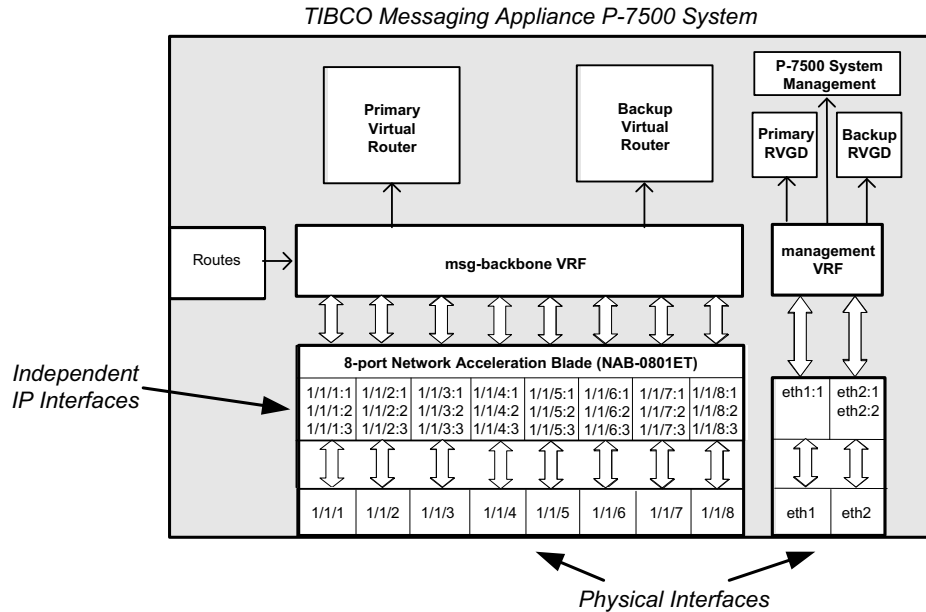 TIBCO Messaging Appliance P-7500 System
P-7500 System
Management
Primary
Virtual
Router
Backup
Virtual
Router
Primary
RVGD
Backup
RVGD
Routes
msg-backbone VRF
management
VRF
8-port Network Acceleration Blade (NAB-0801ET)
Independent
IP Interfaces
1/1/1:1 1/1/2:1 1/1/3:1 1/1/4:1 1/1/5:1 1/1/6:1 1/1/7:1 1/1/8:1
1/1/1:2 1/1/2:2 1/1/3:2 1/1/4:2 1/1/5:2 1/1/6:2 1/1/7:2 1/1/8:2
1/1/1:3 1/1/2:3 1/1/3:3 1/1/4:3 1/1/5:3 1/1/6:3 1/1/7:3 1/1/8:3
eth1:1 eth2:1
eth2:2
1/1/1 1/1/2 1/1/3 1/1/4 1/1/5 1/1/6 1/1/7 1/1/8
eth1 eth2
Physical Interfaces